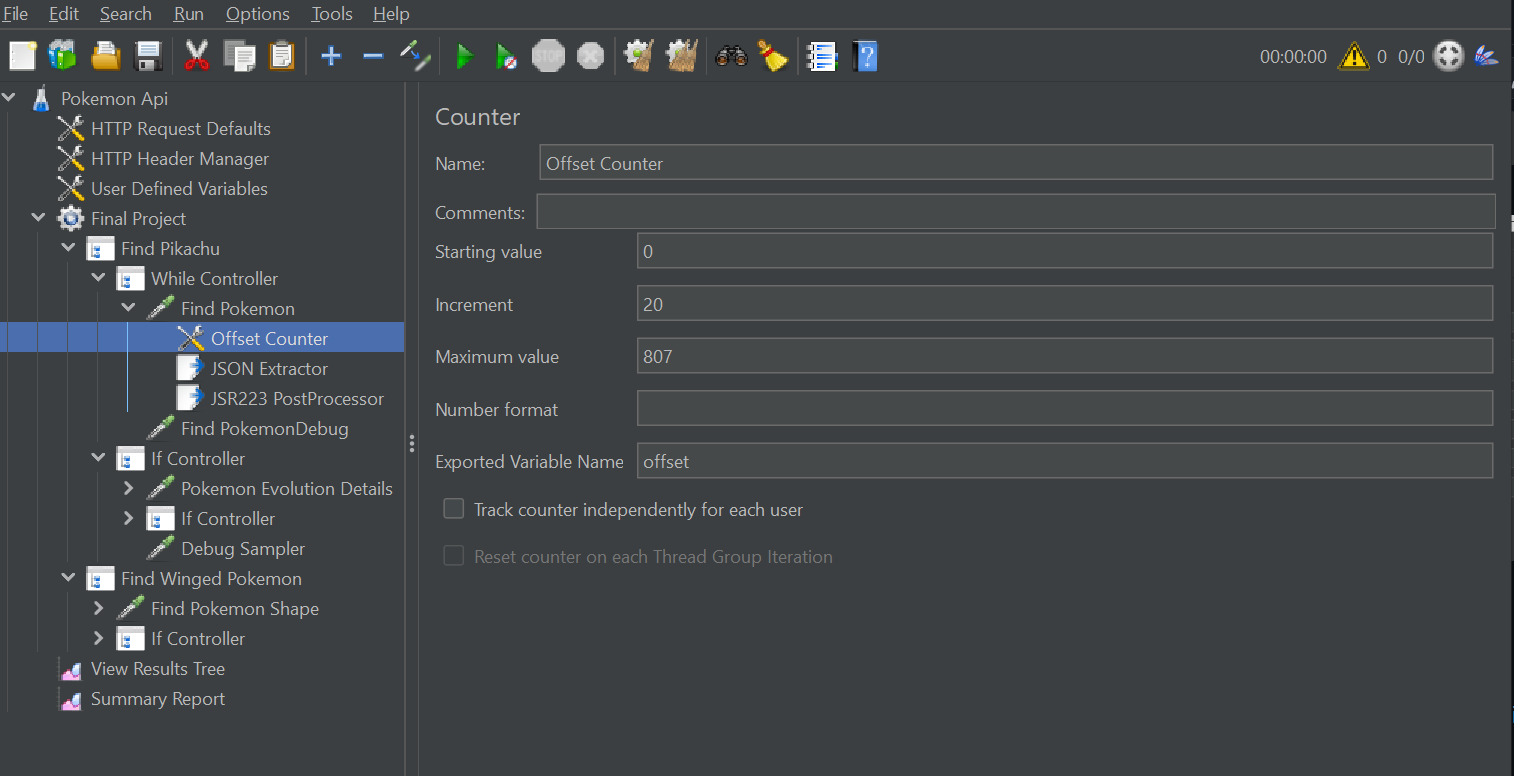 File Edit Search Run Options Tools Help
STOP 00:00:00 0 0/0
Pokemon Api
HTTP Request Defaults
HTTP Header Manager
User Defined Variables
Final Project
Find Pikachu
While Controller
Find Pokemon
Offset Counter
JSON Extractor
JSR223 PostProcessor
Find PokemonDebug
If Controller
Pokemon Evolution Details
If Controller
Debug Sampler
Find Winged Pokemon
Find Pokemon Shape
If Controller
View Results Tree
Summary Report
Counter
Name: Offset Counter
Comments:
Starting value 0
Increment 20
Maximum value 807
Number format
Exported Variable Name offset
Track counter independently for each user
Reset counter on each Thread Group Iteration